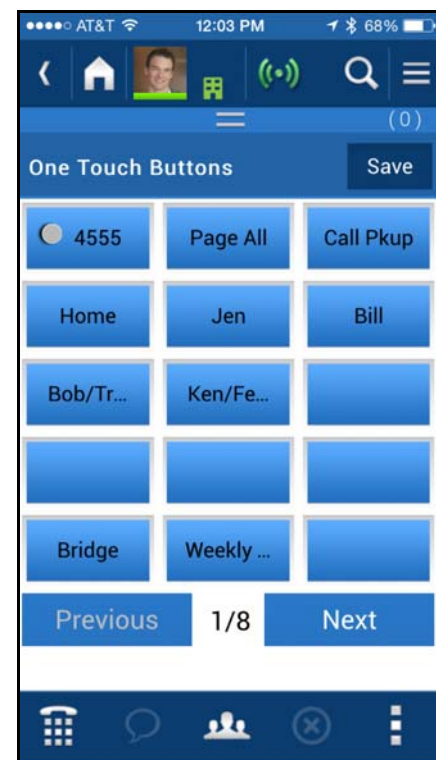 AT&T 12:03 PM 68%
(0)
One Touch Buttons Save
4555 Page All Call Pkup
Home Jen Bill
Bob/Tr... Ken/Fe...
Bridge Weekly ...
Previous 1/8 Next